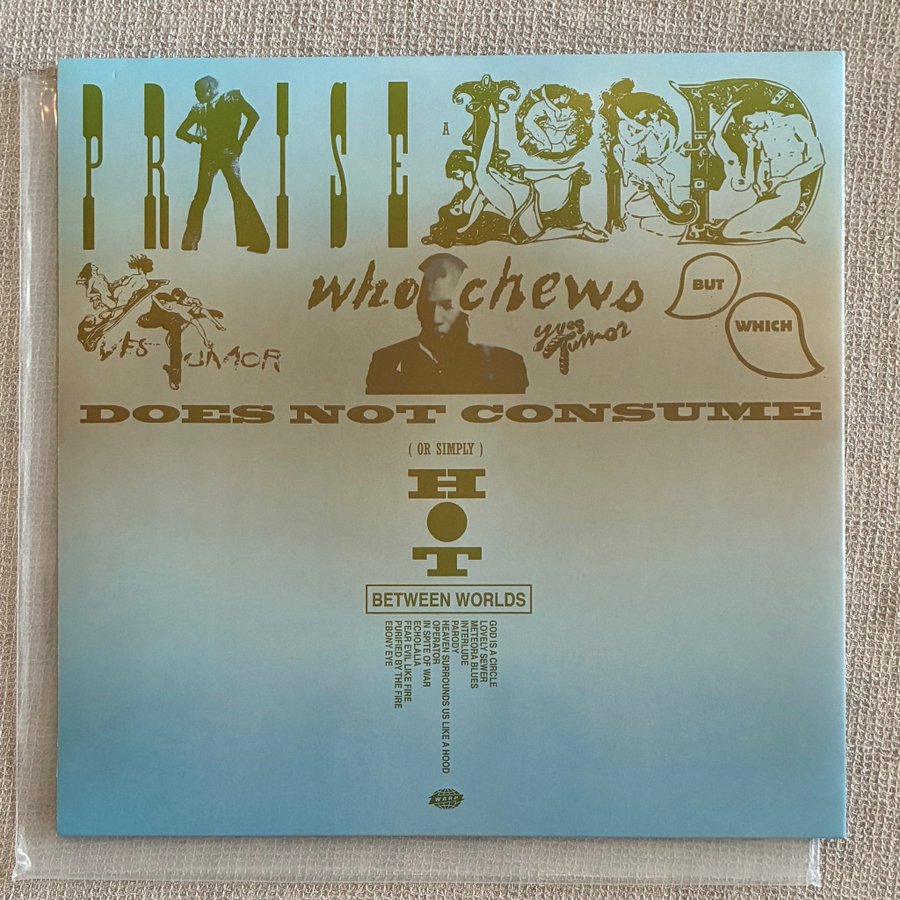 PRAISE A LORD
who chews
BUT
WHICH
YVES TUMOR
yves
Tumor
DOES NOT CONSUME
( OR SIMPLY )
HOT
BETWEEN WORLDS
GOD IS A CIRCLE
LOVELY SEWER
METEORA BLUES
INTERLUDE
PARODY
HEAVEN SURROUNDS US LIKE A HOOD
OPERATOR
IN SPITE OF WAR
ECHOLALIA
FEAR EVIL LIKE FIRE
PURIFIED BY THE FIRE
EBONY EYE
WARP